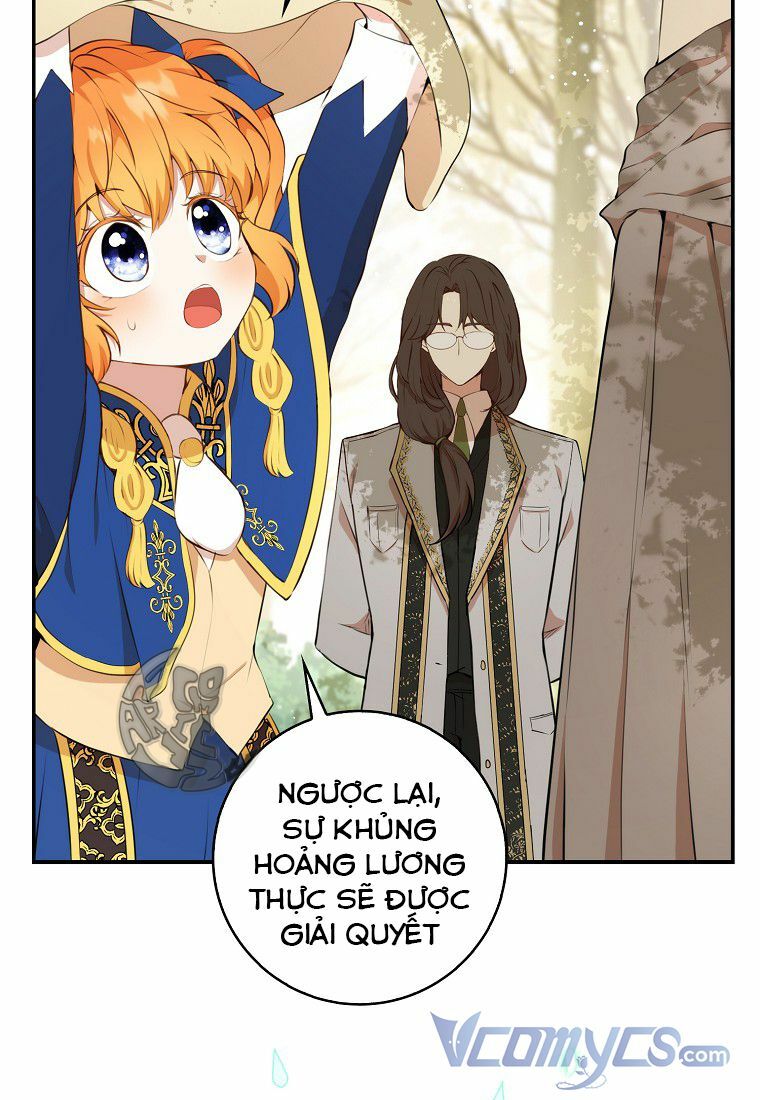 NGƯỢC LẠI,
SỰ KHỦNG
HOẢNG LƯƠNG
THỰC SẼ ĐƯỢC
GIẢI QUYẾT
VCOMYCS.com